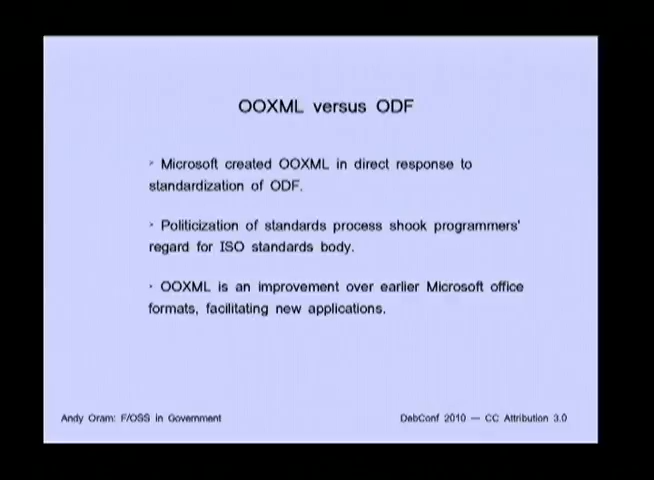 OOXML versus ODF
· Microsoft created OOXML in direct response to
standardization of ODF.
· Politicization of standards process shook programmers'
regard for ISO standards body.
· OOXML is an improvement over earlier Microsoft office
formats, facilitating new applications.
Andy Oram: F/OSS in Government
DebConf 2010 — CC Attribution 3.0